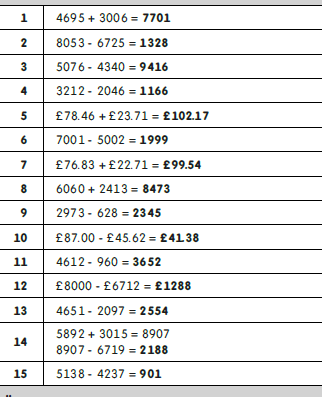 1 4695 + 3006 = 7701
2 8053 - 6725 = 1328
3 5076 - 4340 = 9416
4 3212 - 2046 = 1166
5 £78.46 + £23.71 = £102.17
6 7001 - 5002 = 1999
7 £76.83 + £22.71 = £99.54
8 6060 + 2413 = 8473
9 2973 - 628 = 2345
10 £87.00 - £45.62 = £41.38
11 4612 - 960 = 3652
12 £8000 - £6712 = £1288
13 4651 - 2097 = 2554
14 5892 + 3015 = 8907
8907 - 6719 = 2188
15 5138 - 4237 = 901